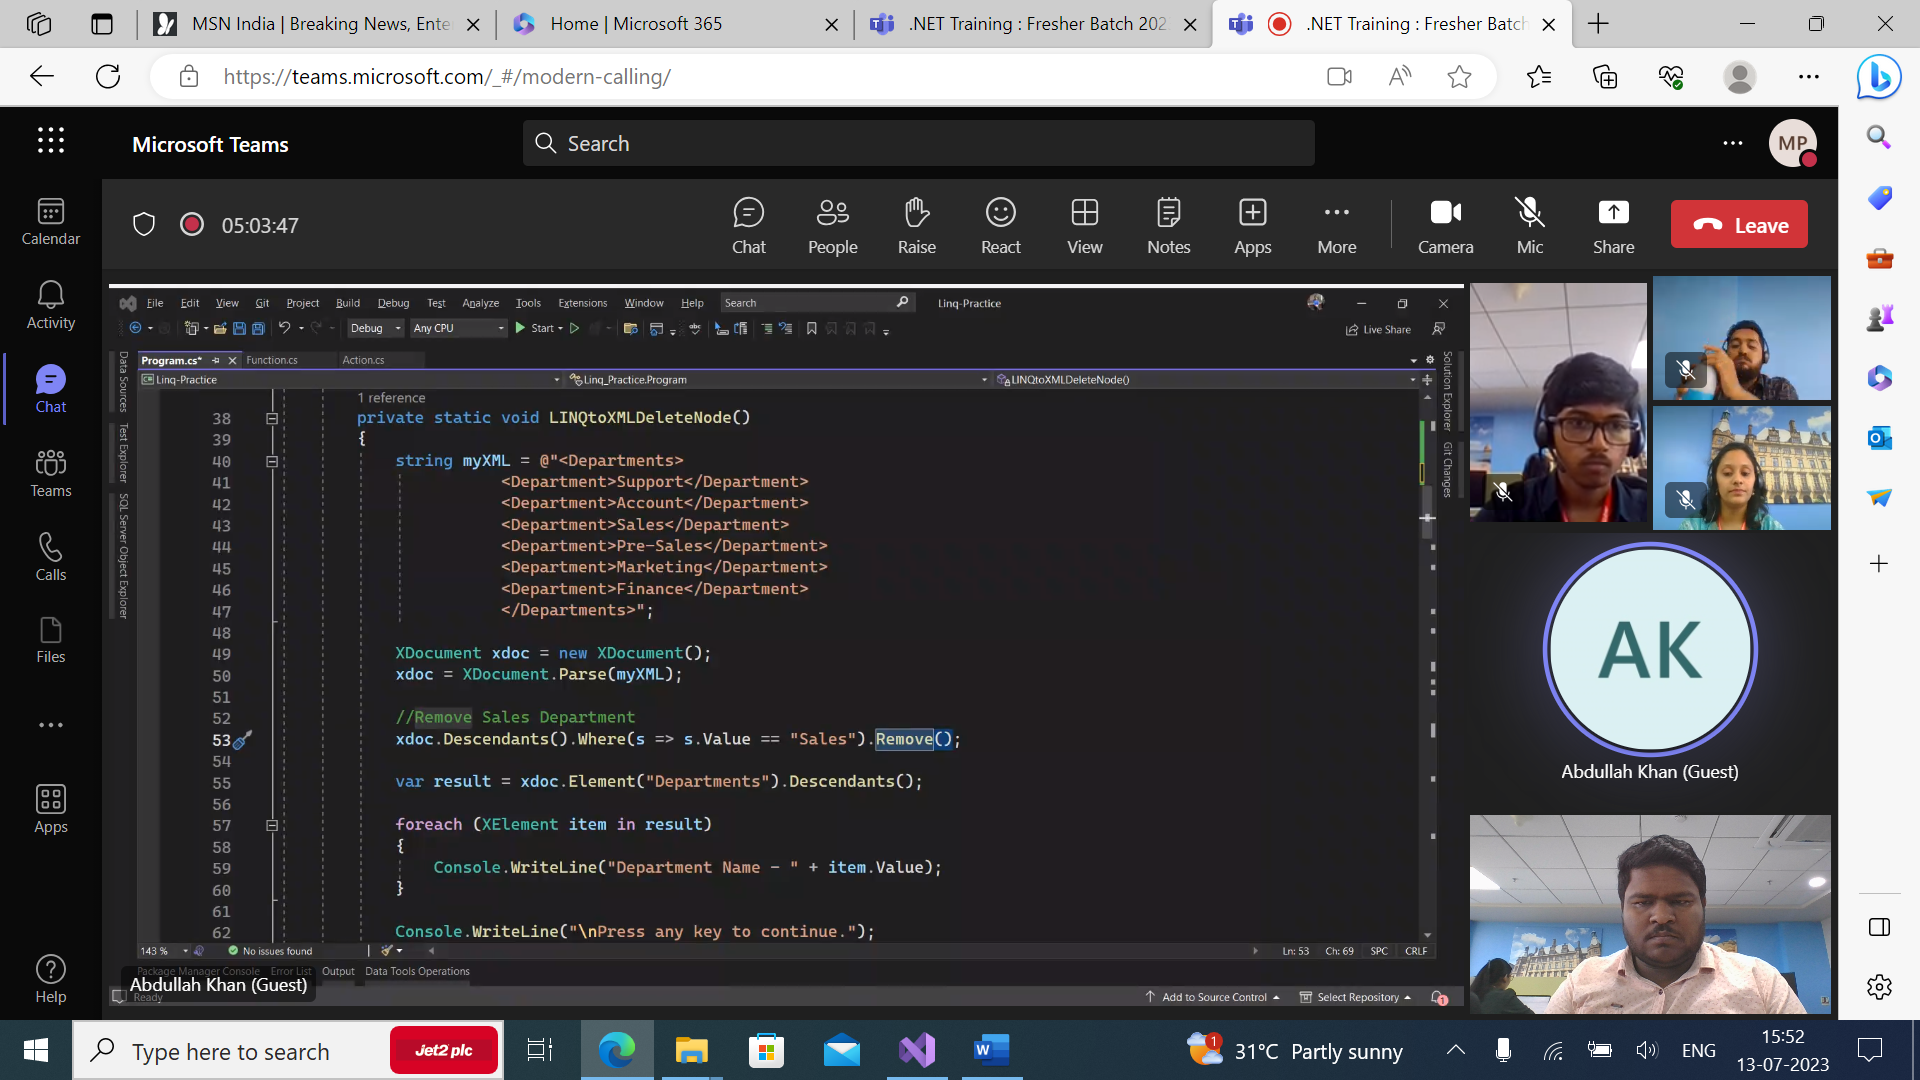 MSN India | Breaking News, Ente
Home | Microsoft 365
.NET Training : Fresher Batch 202
.NET Training : Fresher Batch
https://teams.microsoft.com/_#/modern-calling/
Microsoft Teams
Search
MP
05:03:47
Chat
People
Raise
React
View
Notes
Apps
More
Camera
Mic
Share
Leave
Calendar
Activity
Chat
Teams
Calls
Files
Apps
Help
File Edit View Git Project Build Debug Test Analyze Tools Extensions Window Help Search Linq-Practice
Debug Any CPU Start Live Share
Program.cs* Function.cs Action.cs
Linq-Practice Linq_Practice.Program LINQtoXMLDeleteNode()
Data Sources
Test Explorer
SQL Server Object Explorer
Solution Explorer
Git Changes
1 reference
38 private static void LINQtoXMLDeleteNode()
39 {
40 string myXML = @"<Departments>
41 <Department>Support</Department>
42 <Department>Account</Department>
43 <Department>Sales</Department>
44 <Department>Pre-Sales</Department>
45 <Department>Marketing</Department>
46 <Department>Finance</Department>
47 </Departments>";
48
49 XDocument xdoc = new XDocument();
50 xdoc = XDocument.Parse(myXML);
51
52 //Remove Sales Department
53 xdoc.Descendants().Where(s => s.Value == "Sales").Remove();
54
55 var result = xdoc.Element("Departments").Descendants();
56
57 foreach (XElement item in result)
58 {
59 Console.WriteLine("Department Name - " + item.Value);
60 }
61
62 Console.WriteLine("\nPress any key to continue.");
143 % No issues found Ln: 53 Ch: 69 SPC CRLF
Package Manager Console Error List Output Data Tools Operations
Abdullah Khan (Guest)
Ready Add to Source Control Select Repository 1
AK
Abdullah Khan (Guest)
Type here to search
Jet2 plc
1
31°C Partly sunny
ENG
15:52
13-07-2023